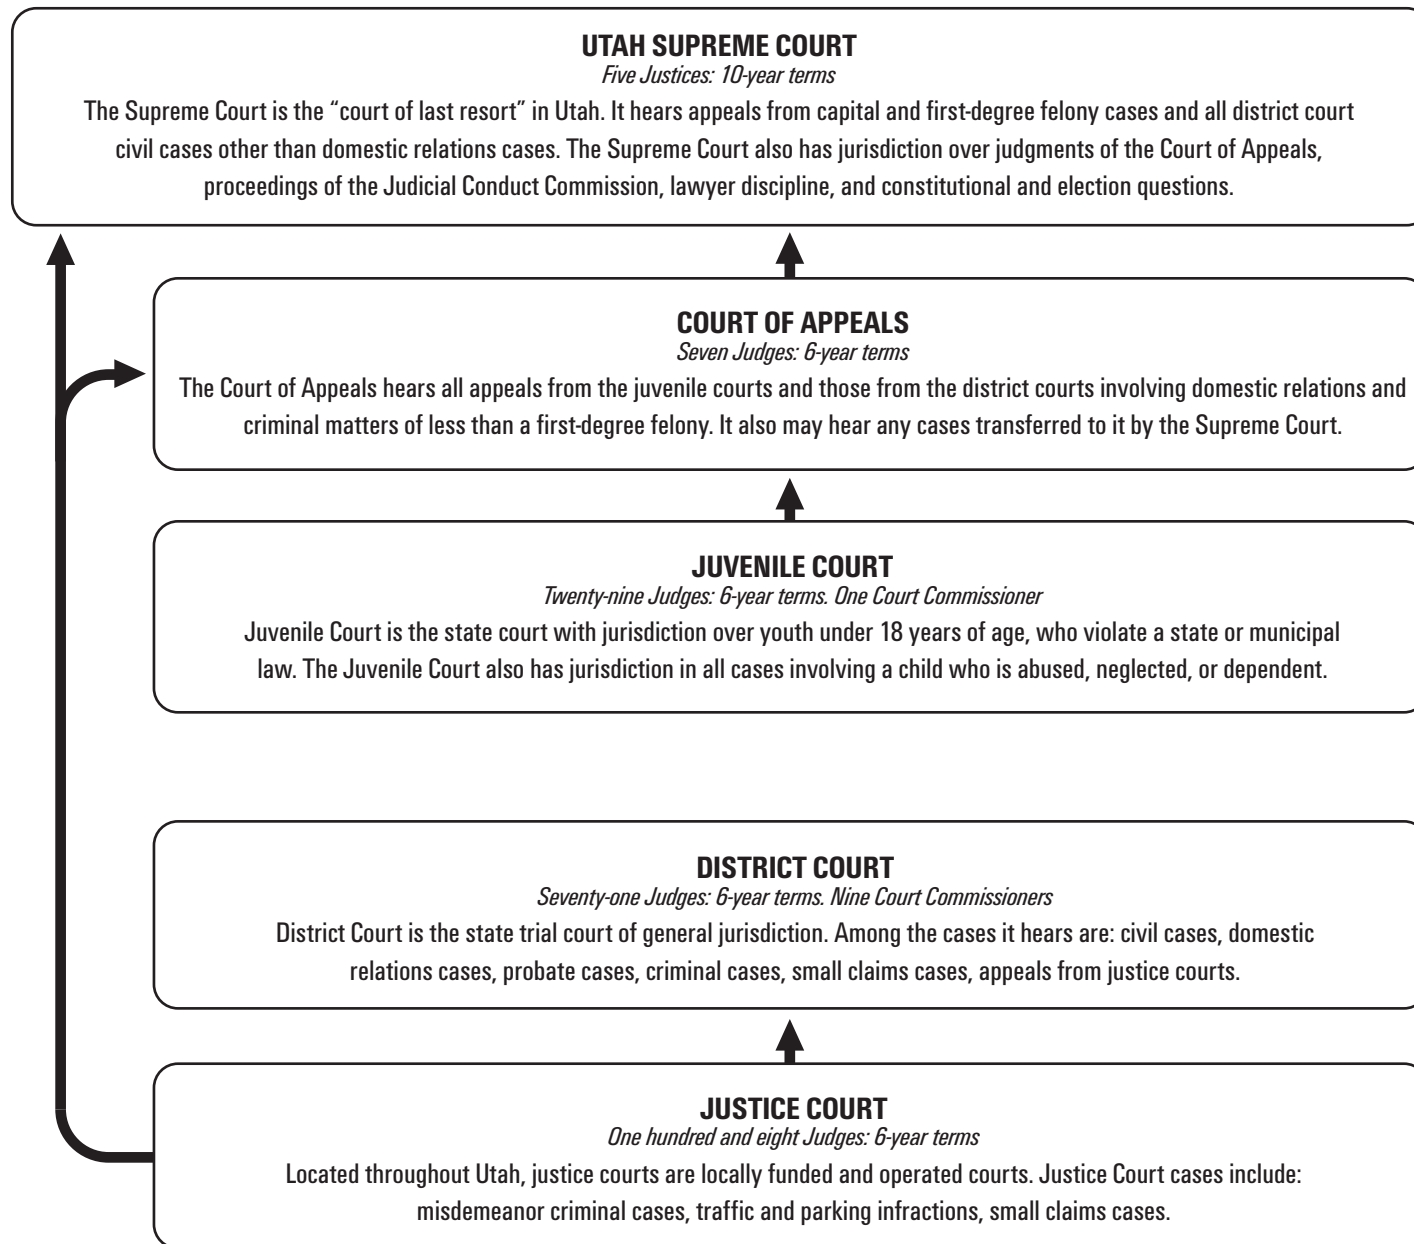 UTAH SUPREME COURT
Five Justices: 10-year terms
The Supreme Court is the “court of last resort” in Utah. It hears appeals from capital and first-degree felony cases and all district court
civil cases other than domestic relations cases. The Supreme Court also has jurisdiction over judgments of the Court of Appeals,
proceedings of the Judicial Conduct Commission, lawyer discipline, and constitutional and election questions.
COURT OF APPEALS
Seven Judges: 6-year terms
The Court of Appeals hears all appeals from the juvenile courts and those from the district courts involving domestic relations and
criminal matters of less than a first-degree felony. It also may hear any cases transferred to it by the Supreme Court.
JUVENILE COURT
Twenty-nine Judges: 6-year terms. One Court Commissioner
Juvenile Court is the state court with jurisdiction over youth under 18 years of age, who violate a state or municipal
law. The Juvenile Court also has jurisdiction in all cases involving a child who is abused, neglected, or dependent.
DISTRICT COURT
Seventy-one Judges: 6-year terms. Nine Court Commissioners
District Court is the state trial court of general jurisdiction. Among the cases it hears are: civil cases, domestic
relations cases, probate cases, criminal cases, small claims cases, appeals from justice courts.
JUSTICE COURT
One hundred and eight Judges: 6-year terms
Located throughout Utah, justice courts are locally funded and operated courts. Justice Court cases include:
misdemeanor criminal cases, traffic and parking infractions, small claims cases.